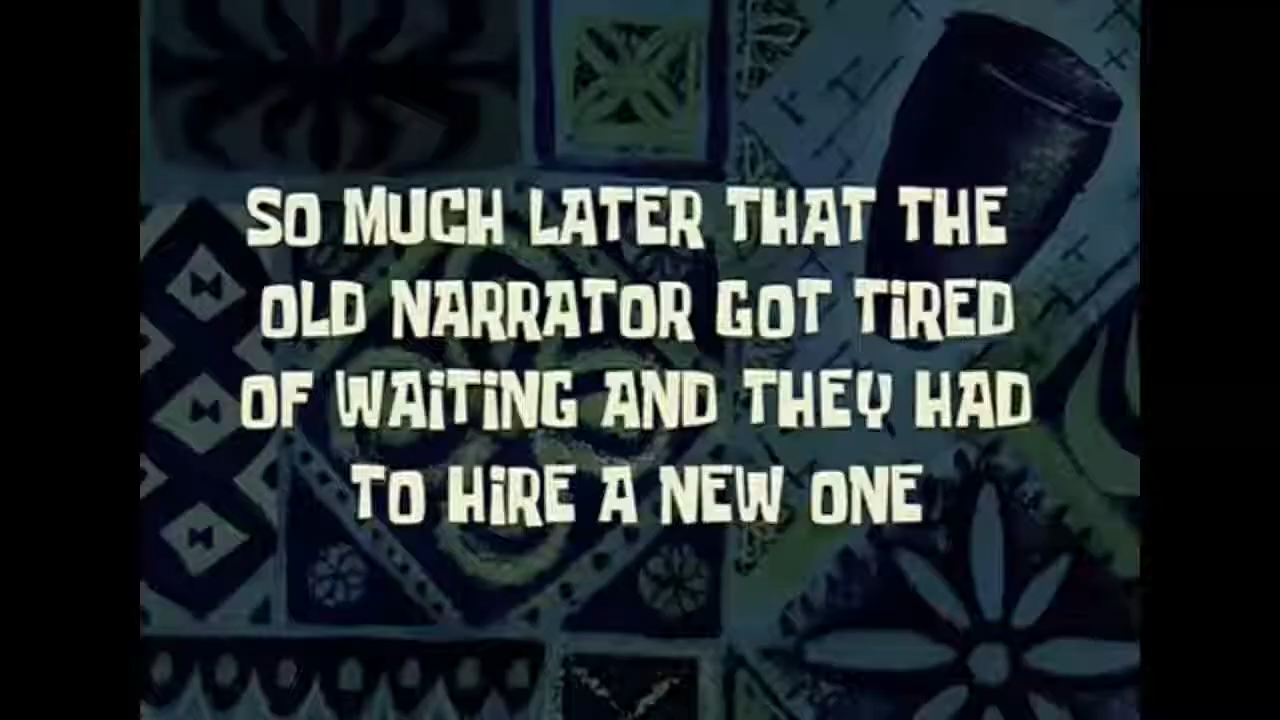 SO MUCH LATER THAT THE
OLD NARRATOR GOT TIRED
OF WAITING AND THEY HAD
TO HIRE A NEW ONE